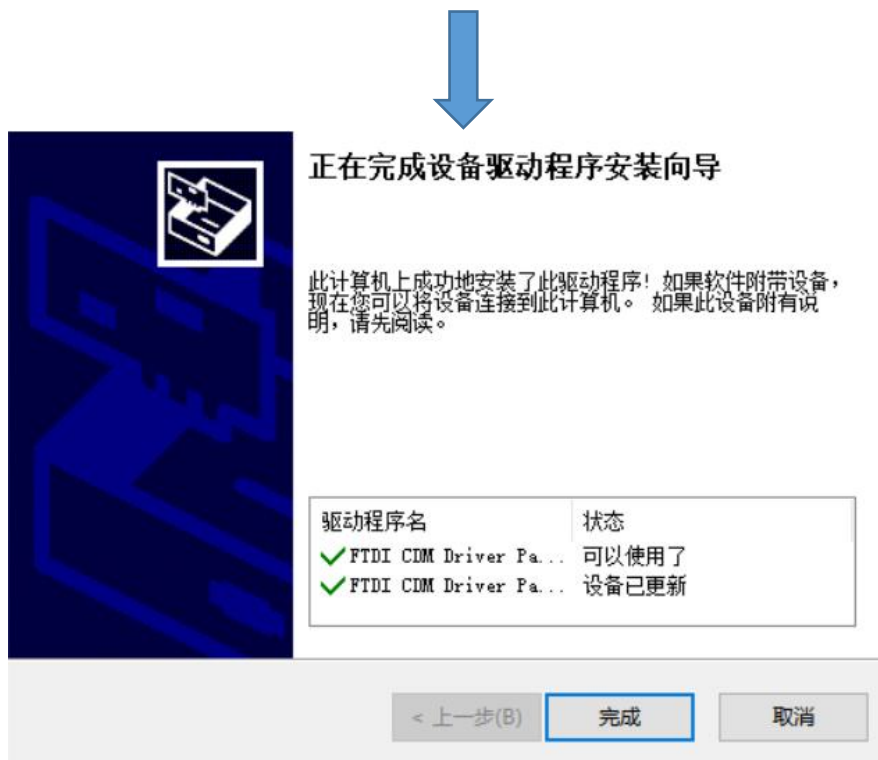 正在完成设备驱动程序安装向导
此计算机上成功地安装了此驱动程序！如果软件附带设备，
现在您可以将设备连接到此计算机。 如果此设备附有说
明，请先阅读。
驱动程序名 状态
FTDI CDM Driver Pa... 可以使用了
FTDI CDM Driver Pa... 设备已更新
< 上一步(B) 完成 取消